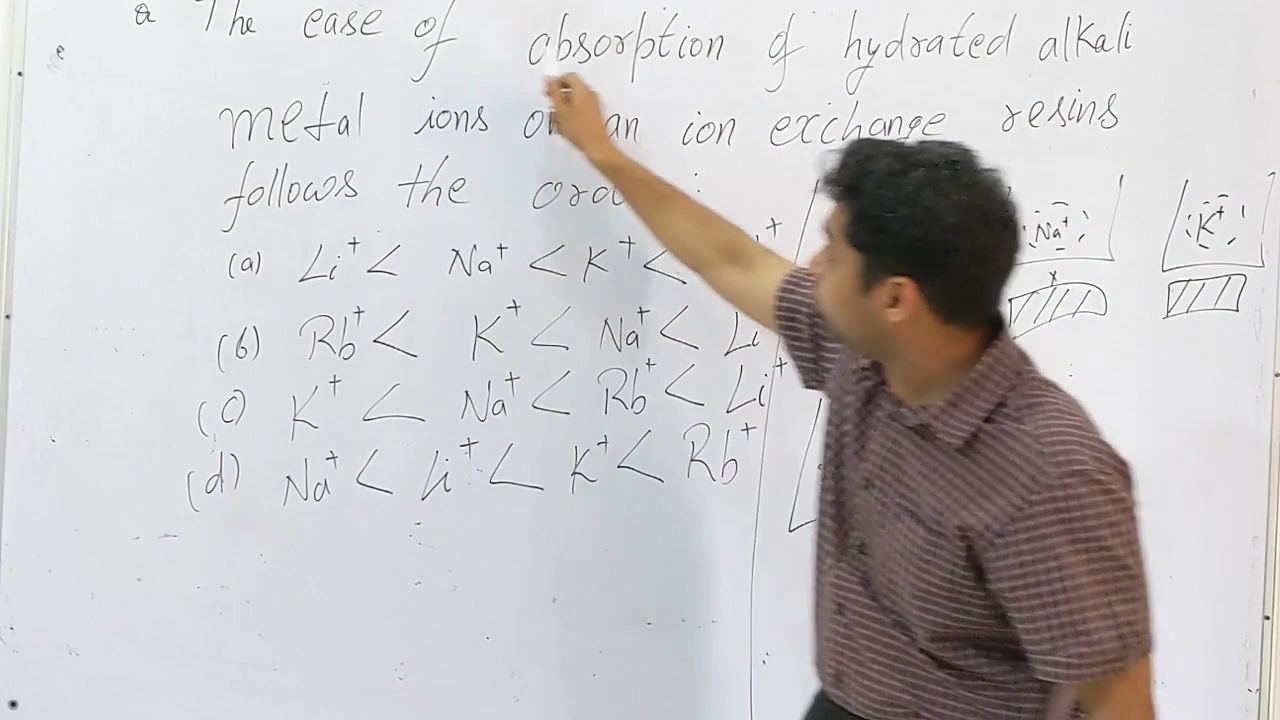 Q The ease of absorption of hydrated alkali
metal ions on an ion exchange resins
follows the
(a) Li⁺ < Na⁺ < K⁺ <
(b) Rb⁺ < K⁺ < Na⁺ < Li
(c) K⁺ < Na⁺ < Rb⁺ < Li⁺
(d) Na⁺ < Li⁺ < K⁺ < Rb⁺
Na⁺
K⁺
x